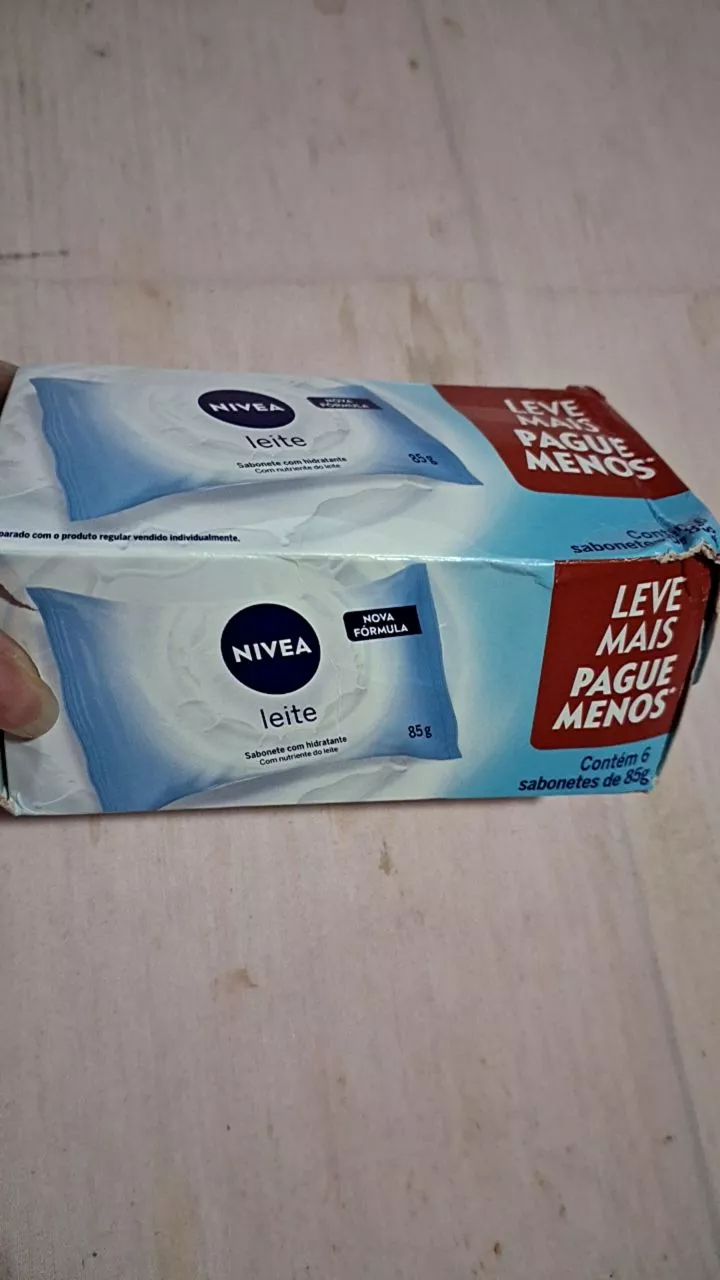 NIVEA
NOVA
FÓRMULA
leite
Sabonete com hidratante
Com nutriente do leite
85g
LEVE
MAIS
PAGUE
MENOS*
sabonetes
parado com o produto regular vendido individualmente.
NIVEA
NOVA
FÓRMULA
leite
Sabonete com hidratante
Com nutriente do leite
85g
LEVE
MAIS
PAGUE
MENOS*
Contém 6
sabonetes de 85g